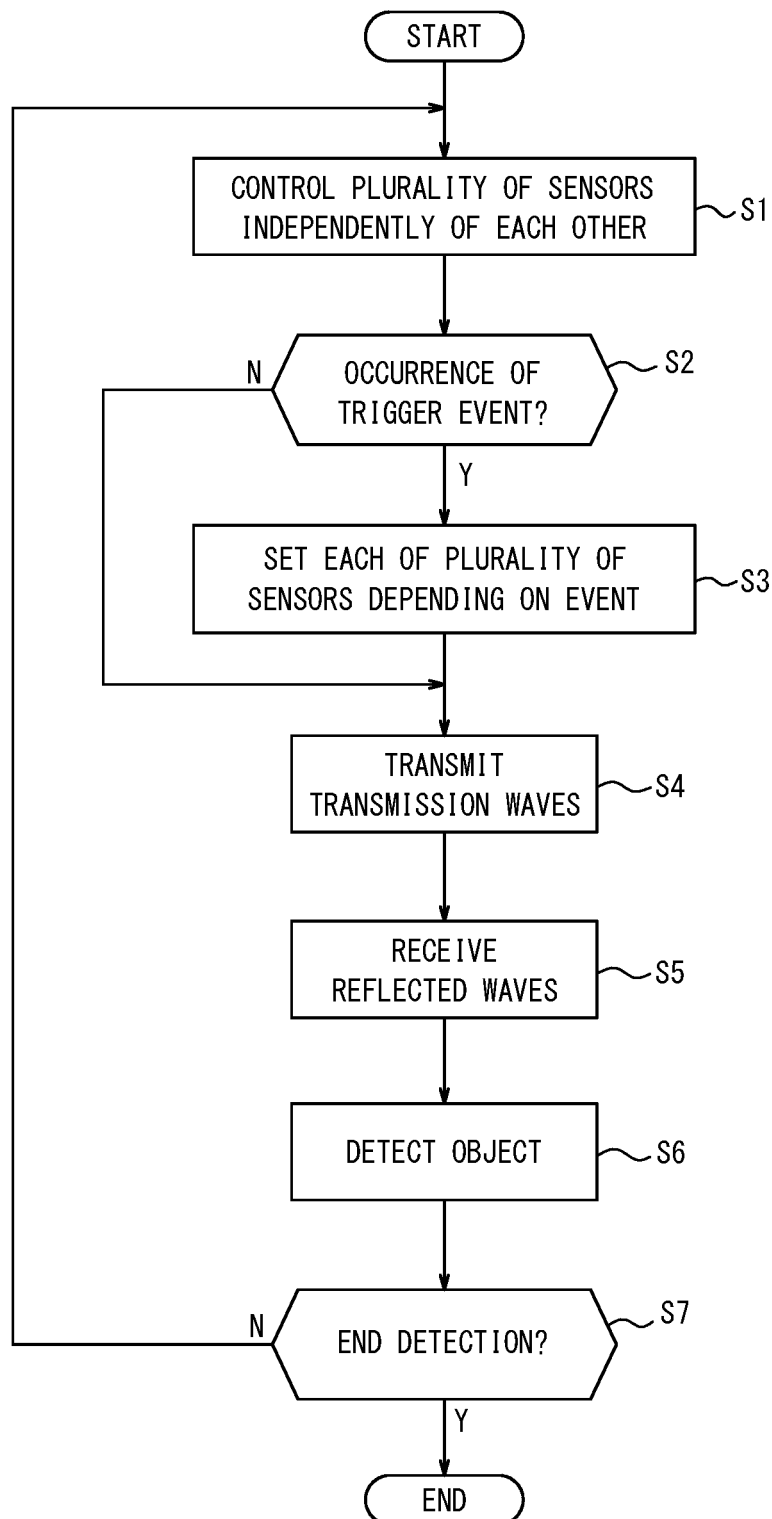 START
CONTROL PLURALITY OF SENSORS
INDEPENDENTLY OF EACH OTHER
S1
OCCURRENCE OF
TRIGGER EVENT?
S2
N
Y
SET EACH OF PLURALITY OF
SENSORS DEPENDING ON EVENT
S3
TRANSMIT
TRANSMISSION WAVES
S4
RECEIVE
REFLECTED WAVES
S5
DETECT OBJECT
S6
END DETECTION?
S7
N
Y
END